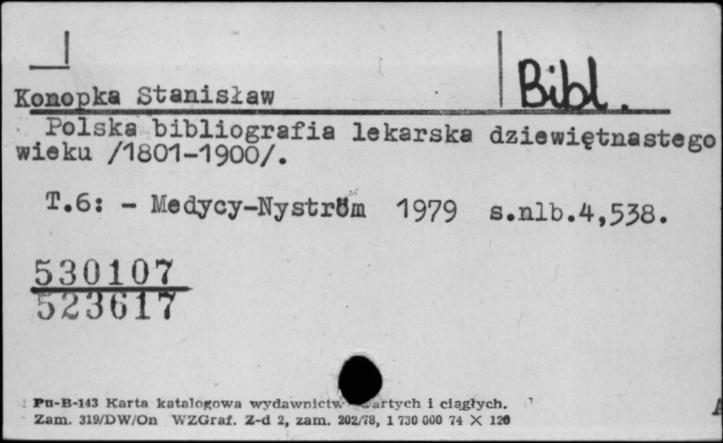 Bibl.
Konopka Stanisław
Polska bibliografia lekarska dziewiętnastego
wieku /1801-1900/.
T.6: - Medycy-Nyström 1979 s.nlb.4,538.
530107
523617
Pu-B-143 Karta katalogowa wydawnictw i ciągłych.
Zam. 319/DW/On WZGraf. Z-d 2, zam. 202/78, 1 730 000 74 X 120